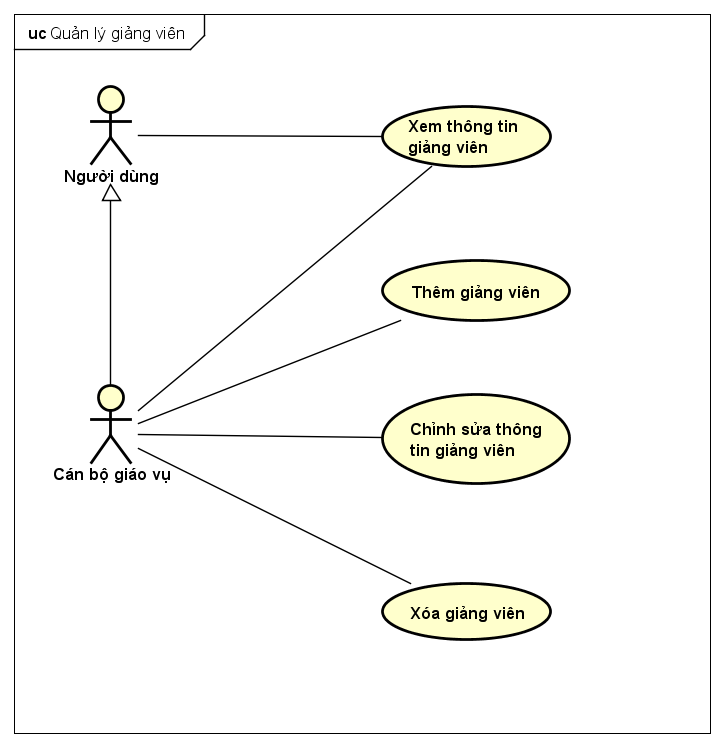 uc Quản lý giảng viên
Người dùng
Xem thông tin
giảng viên
Thêm giảng viên
Cán bộ giáo vụ
Chỉnh sửa thông
tin giảng viên
Xóa giảng viên